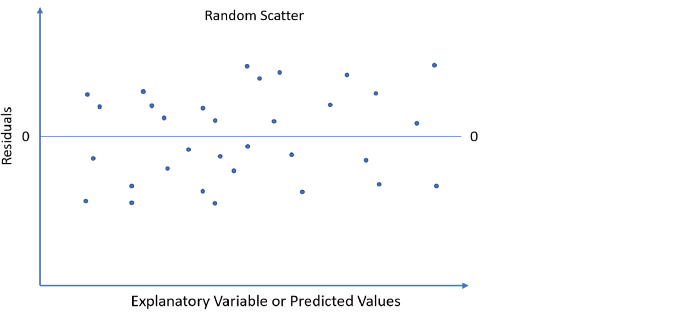 Random Scatter
Residuals
0
0
Explanatory Variable or Predicted Values